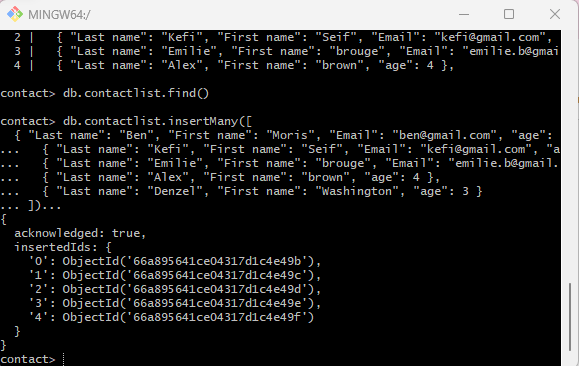 MINGW64:/
2 |   { "Last name": "Kefi", "First name": "Seif", "Email": "kefi@gmail.com",
3 |   { "Last name": "Emilie", "First name": "brouge", "Email": "emilie.b@gmai
4 |   { "Last name": "Alex", "First name": "brown", "age": 4 },
contact> db.contactlist.find()
contact> db.contactlist.insertMany([
{ "Last name": "Ben", "First name": "Moris", "Email": "ben@gmail.com", "age":
...   { "Last name": "Kefi", "First name": "Seif", "Email": "kefi@gmail.com", "a
...   { "Last name": "Emilie", "First name": "brouge", "Email": "emilie.b@gmail.
...   { "Last name": "Alex", "First name": "brown", "age": 4 },
...   { "Last name": "Denzel", "First name": "Washington", "age": 3 }
... ])...
{
acknowledged: true,
insertedIds: {
'0': ObjectId('66a895641ce04317d1c4e49b'),
'1': ObjectId('66a895641ce04317d1c4e49c'),
'2': ObjectId('66a895641ce04317d1c4e49d'),
'3': ObjectId('66a895641ce04317d1c4e49e'),
'4': ObjectId('66a895641ce04317d1c4e49f')
}
}
contact>